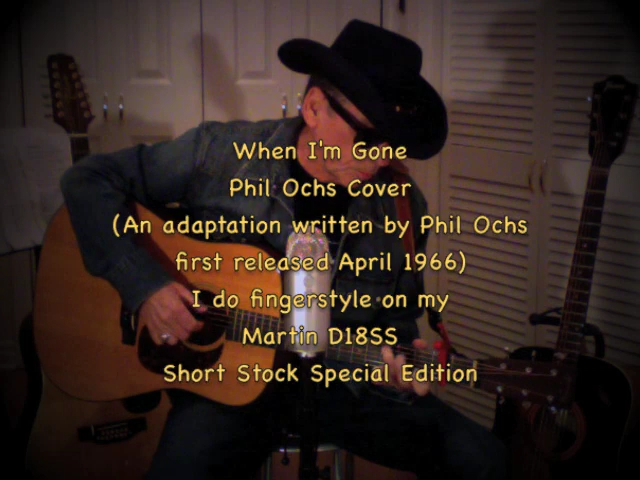 When I'm Gone
Phil Ochs Cover
(An adaptation written by Phil Ochs
first released April 1966)
I do fingerstyle on my
Martin D18SS
Short Stock Special Edition